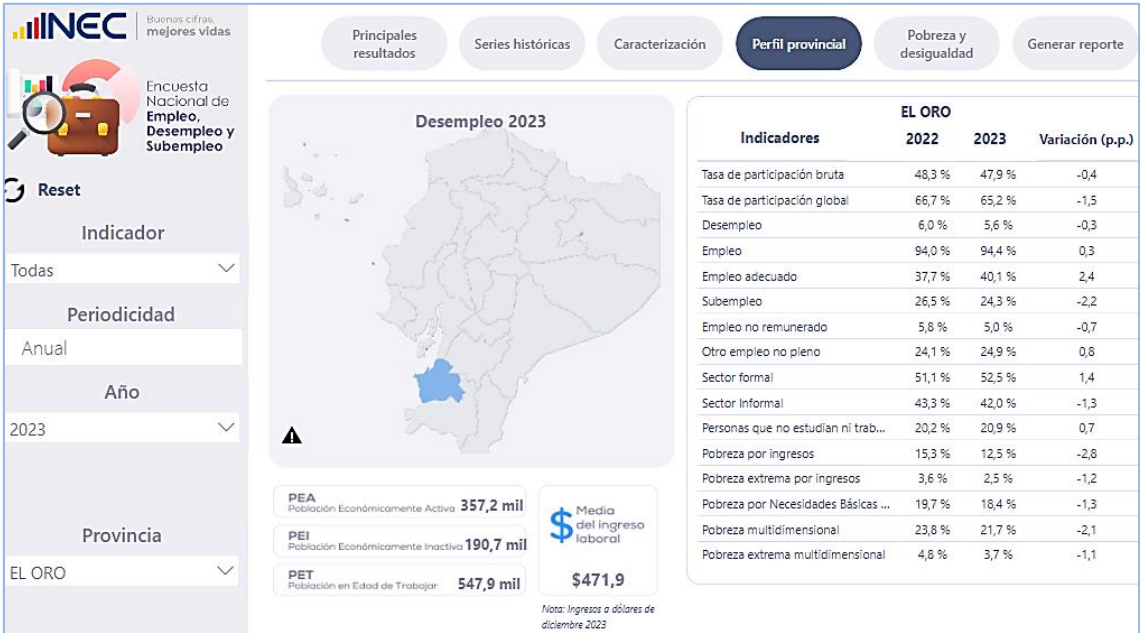 INEC
Buenas cifras,
mejores vidas
Encuesta
Nacional de
Empleo,
Desempleo y
Subempleo
Reset
Indicador
Todas
Periodicidad
Anual
Año
2023
Provincia
EL ORO
Principales
resultados
Series históricas
Caracterización
Perfil provincial
Pobreza y
desigualdad
Generar reporte
Desempleo 2023
PEA
Población Económicamente Activa 357,2 mil
PEI
Población Económicamente Inactiva 190,7 mil
PET
Población en Edad de Trabajar 547,9 mil
$ Media
del ingreso
laboral
$471,9
Nota: Ingresos a dólares de
diciembre 2023
EL ORO
Indicadores 2022 2023 Variación (p.p.)
Tasa de participación bruta 48,3 % 47,9 % -0,4
Tasa de participación global 66,7 % 65,2 % -1,5
Desempleo 6,0 % 5,6 % -0,3
Empleo 94,0 % 94,4 % 0,3
Empleo adecuado 37,7 % 40,1 % 2,4
Subempleo 26,5 % 24,3 % -2,2
Empleo no remunerado 5,8 % 5,0 % -0,7
Otro empleo no pleno 24,1 % 24,9 % 0,8
Sector formal 51,1 % 52,5 % 1,4
Sector Informal 43,3 % 42,0 % -1,3
Personas que no estudian ni trab... 20,2 % 20,9 % 0,7
Pobreza por ingresos 15,3 % 12,5 % -2,8
Pobreza extrema por ingresos 3,6 % 2,5 % -1,2
Pobreza por Necesidades Básicas ... 19,7 % 18,4 % -1,3
Pobreza multidimensional 23,8 % 21,7 % -2,1
Pobreza extrema multidimensional 4,8 % 3,7 % -1,1